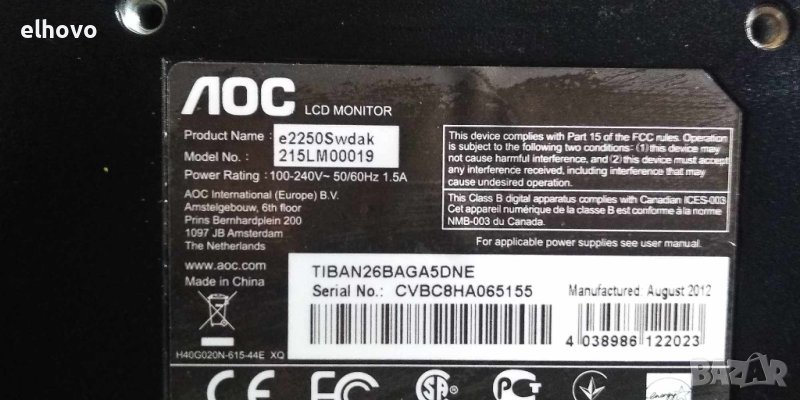 elhovo
AOC LCD MONITOR
Product Name : e2250Swdak
Model No. : 215LM00019
Power Rating : 100-240V~ 50/60Hz 1.5A
AOC International (Europe) B.V.
Amstelgebouw, 6th floor
Prins Bernhardplein 200
1097 JB Amsterdam
The Netherlands
www.aoc.com
Made in China
This device complies with Part 15 of the FCC rules. Operation
is subject to the following two conditions: (1) this device may
not cause harmful interference, and (2) this device must accept
any interference received, including interference that may
cause undesired operation.
This Class B digital apparatus complies with Canadian ICES-003
Cet appareil numérique de la classe B est conforme à la norme
NMB-003 du Canada.
For applicable power supplies see user manual.
TIBAN26BAGA5DNE
Serial No.: CVBC8HA065155
Manufactured: August 2012
4 038986 122023
H40G020N-615-44E XQ
FC CE
energy
BAZAR